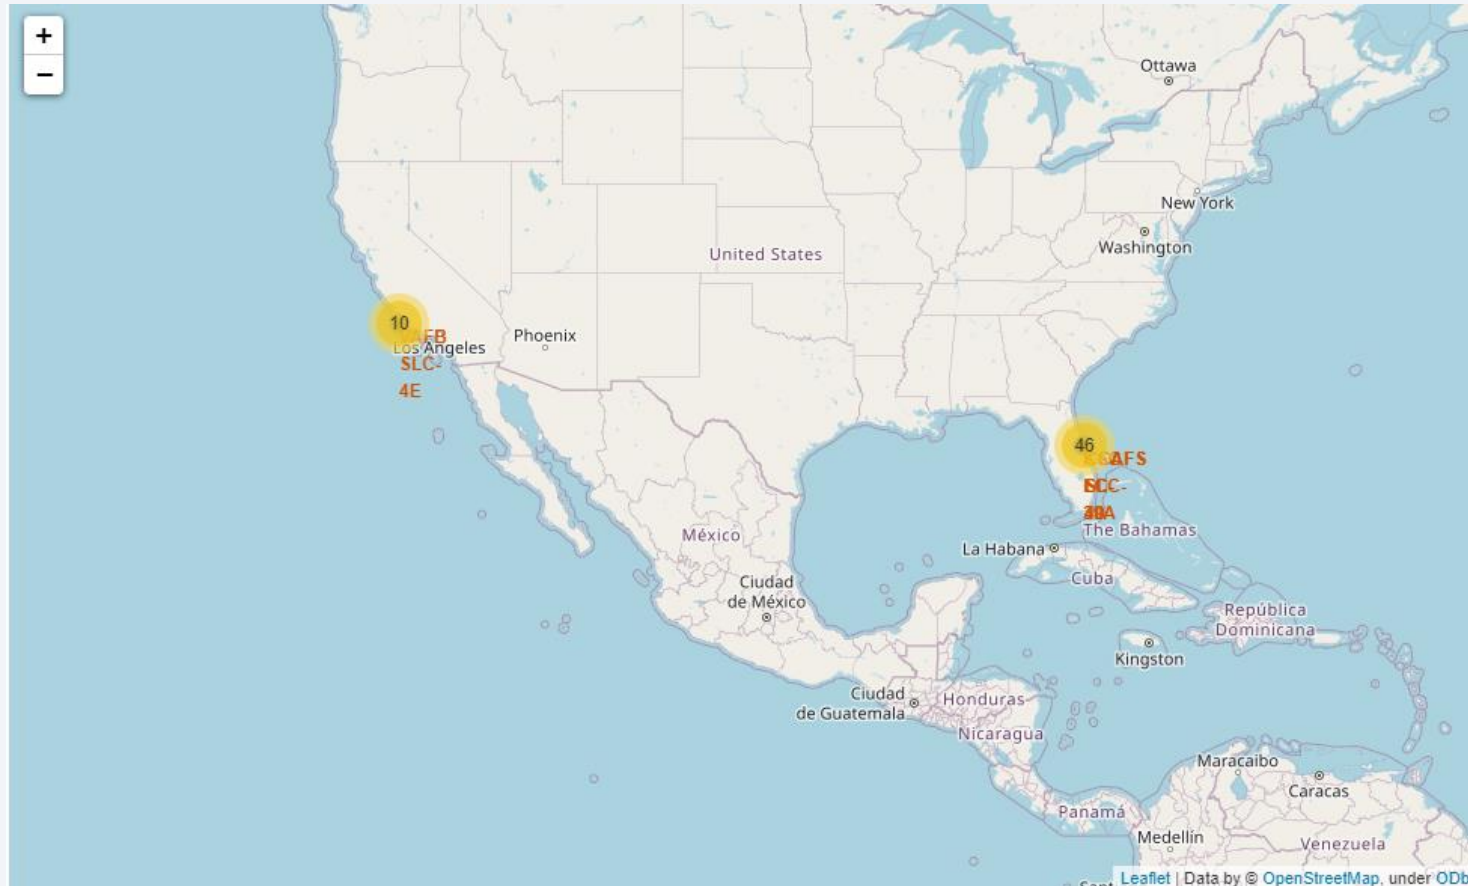 +
−
Ottawa
New York
Washington
United States
10
AFB
Los Angeles
Phoenix
SLC-
4E
46
AFS
The Bahamas
México
La Habana
Cuba
Ciudad
de México
República
Dominicana
Kingston
Ciudad
de Guatemala
Honduras
Nicaragua
Maracaibo
Caracas
Panamá
Medellín
Venezuela
Leaflet | Data by © OpenStreetMap, under ODb